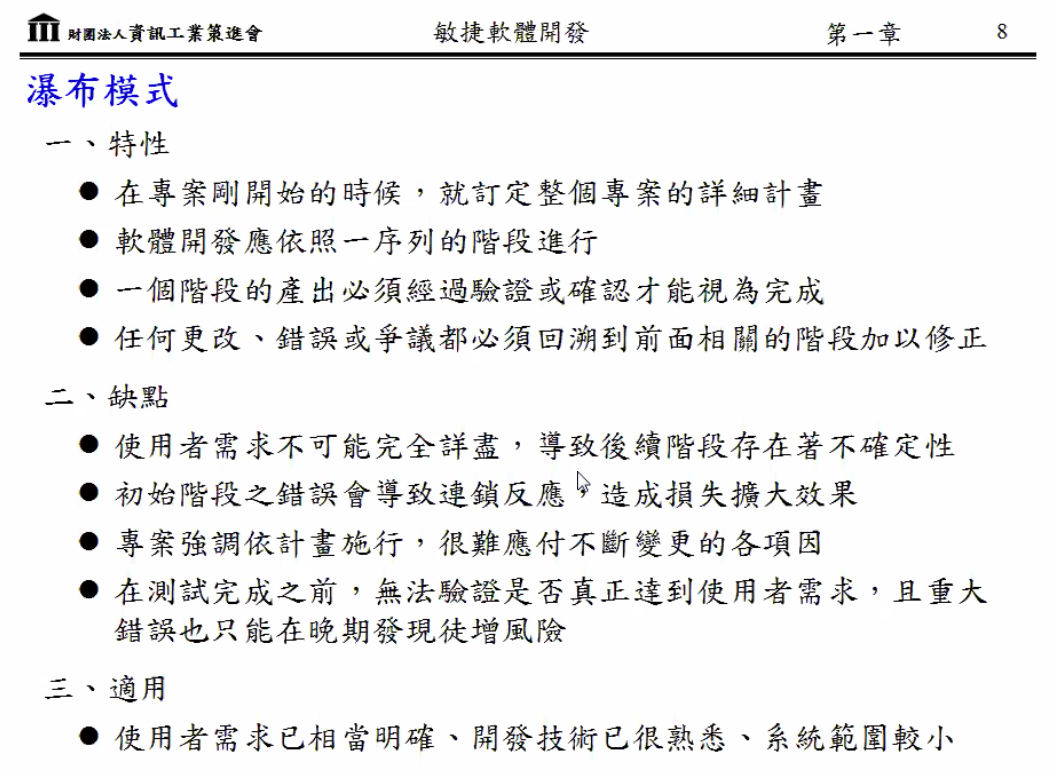 財團法人資訊工業策進會 敏捷軟體開發 第一章 8
瀑布模式
一、特性
● 在專案剛開始的時候，就訂定整個專案的詳細計畫
● 軟體開發應依照一序列的階段進行
● 一個階段的產出必須經過驗證或確認才能視為完成
● 任何更改、錯誤或爭議都必須回溯到前面相關的階段加以修正
二、缺點
● 使用者需求不可能完全詳盡，導致後續階段存在著不確定性
● 初始階段之錯誤會導致連鎖反應，造成損失擴大效果
● 專案強調依計畫施行，很難應付不斷變更的各項因
● 在測試完成之前，無法驗證是否真正達到使用者需求，且重大
錯誤也只能在晚期發現徒增風險
三、適用
● 使用者需求已相當明確、開發技術已很熟悉、系統範圍較小